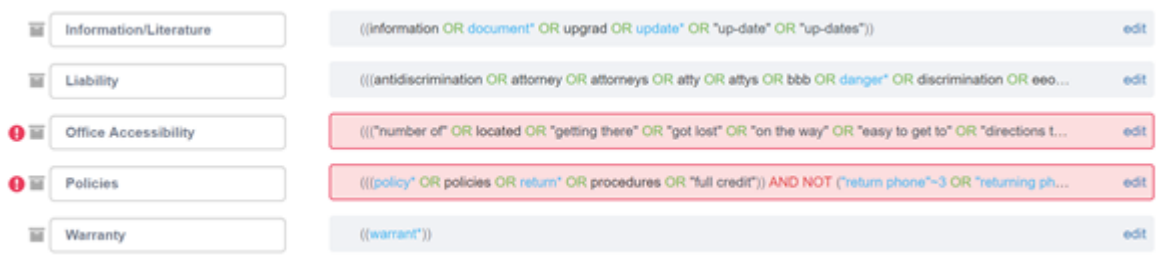 Information/Literature ((information OR document* OR upgrad OR update* OR "up-date" OR "up-dates")) edit
Liability (((antidiscrimination OR attorney OR attorneys OR atty OR attys OR bbb OR danger* OR discrimination OR eeo... edit
! Office Accessibility ((("number of" OR located OR "getting there" OR "got lost" OR "on the way" OR "easy to get to" OR "directions t... edit
! Policies (((policy* OR policies OR return* OR procedures OR "full credit")) AND NOT ("return phone"~3 OR "returning ph... edit
Warranty ((warrant*)) edit